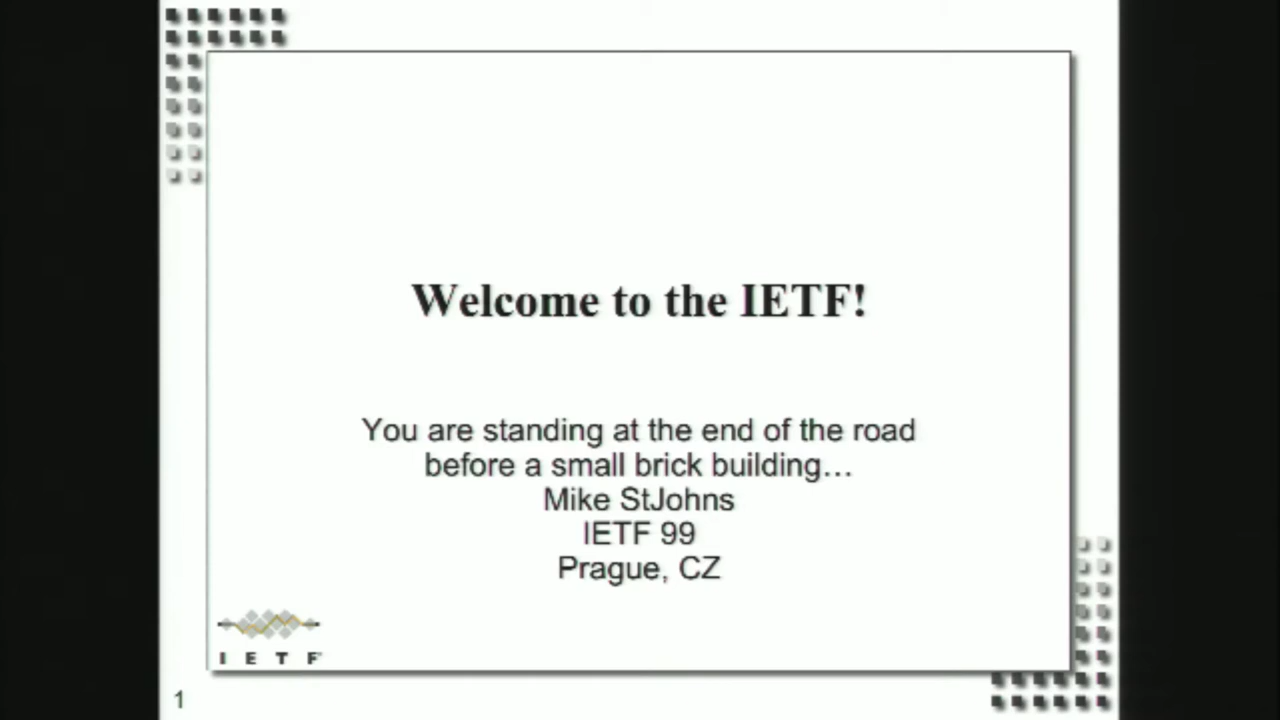 Welcome to the IETF!
You are standing at the end of the road
before a small brick building…
Mike StJohns
IETF 99
Prague, CZ
I E T F
1